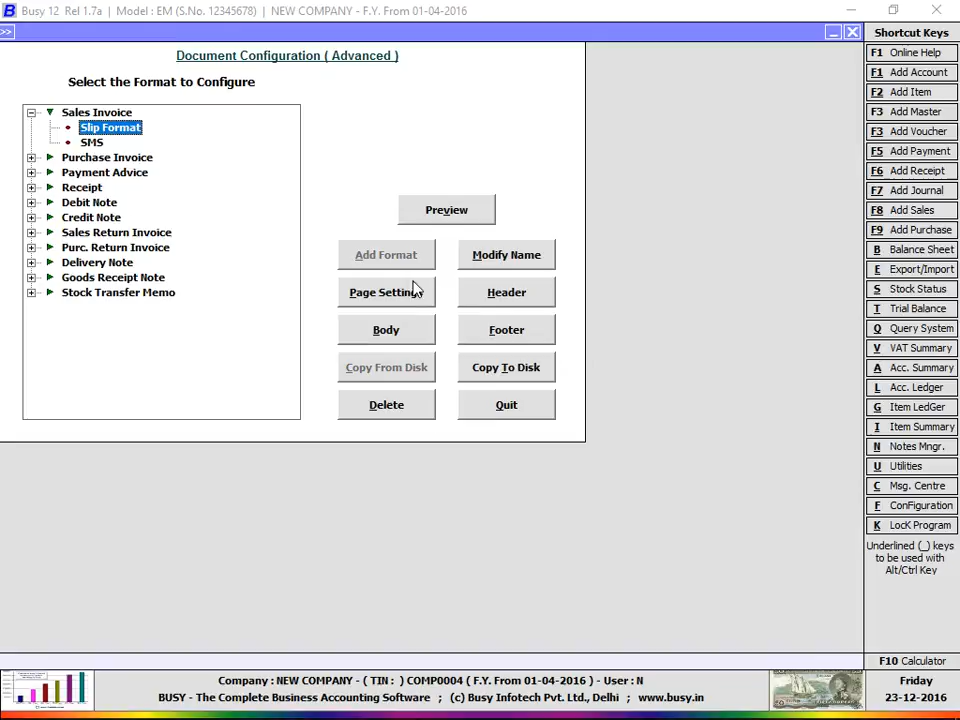 Busy 12 Rel 1.7a | Model : EM (S.No. 12345678) | NEW COMPANY - F.Y. From 01-04-2016
>>
Document Configuration ( Advanced )
Select the Format to Configure
Sales Invoice
Slip Format
SMS
Purchase Invoice
Payment Advice
Receipt
Debit Note
Credit Note
Sales Return Invoice
Purc. Return Invoice
Delivery Note
Goods Receipt Note
Stock Transfer Memo
Preview
Add Format
Modify Name
Page Settings
Header
Body
Footer
Copy From Disk
Copy To Disk
Delete
Quit
Shortcut Keys
F1 Online Help
F1 Add Account
F2 Add Item
F3 Add Master
F3 Add Voucher
F5 Add Payment
F6 Add Receipt
F7 Add Journal
F8 Add Sales
F9 Add Purchase
B Balance Sheet
E Export/Import
S Stock Status
T Trial Balance
Q Query System
V VAT Summary
A Acc. Summary
L Acc. Ledger
G Item LedGer
I Item Summary
N Notes Mngr.
U Utilities
C Msg. Centre
F ConFiguration
K LocK Program
Underlined (_) keys
to be used with
Alt/Ctrl Key
F10 Calculator
Company : NEW COMPANY - ( TIN : ) COMP0004 ( F.Y. From 01-04-2016 ) - User : N
BUSY - The Complete Business Accounting Software ; (c) Busy Infotech Pvt. Ltd., Delhi ; www.busy.in
Friday
23-12-2016